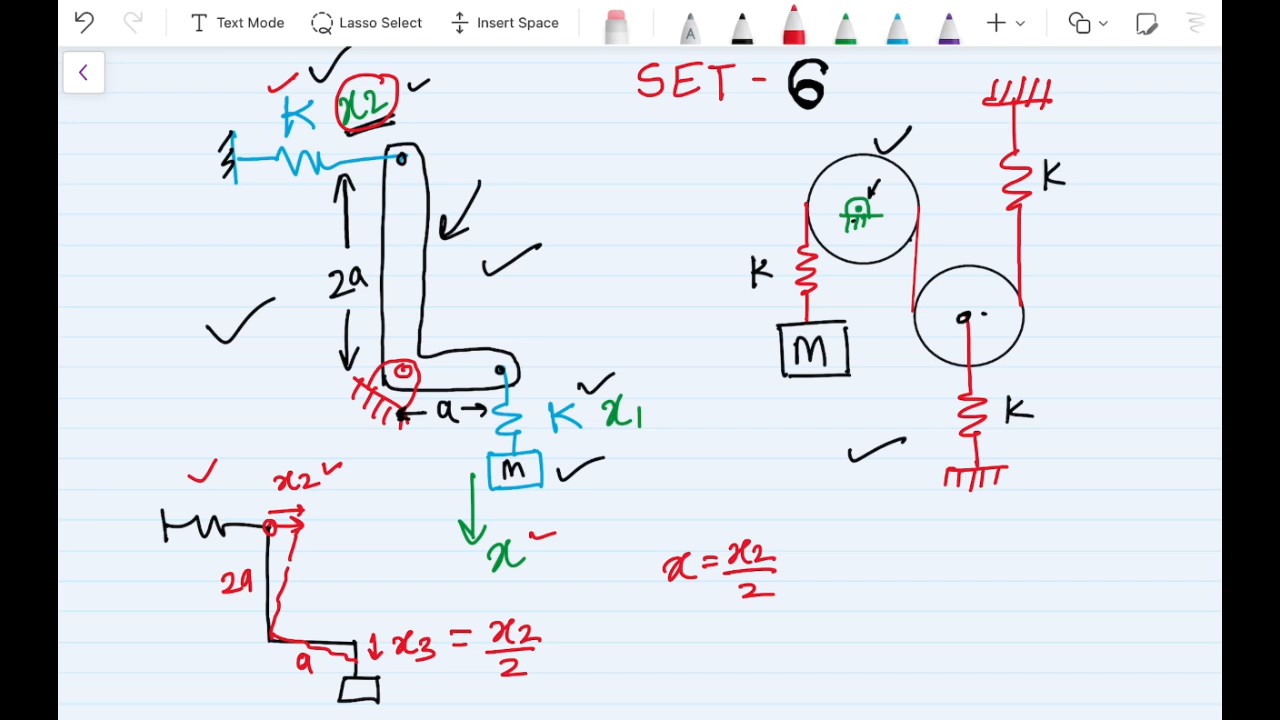 Text Mode
Lasso Select
Insert Space
A
SET - 6
K x2
K
2a
K
a
K x1
M
M
K
x2
x
x = x2/2
2a
x3 = x2/2
a